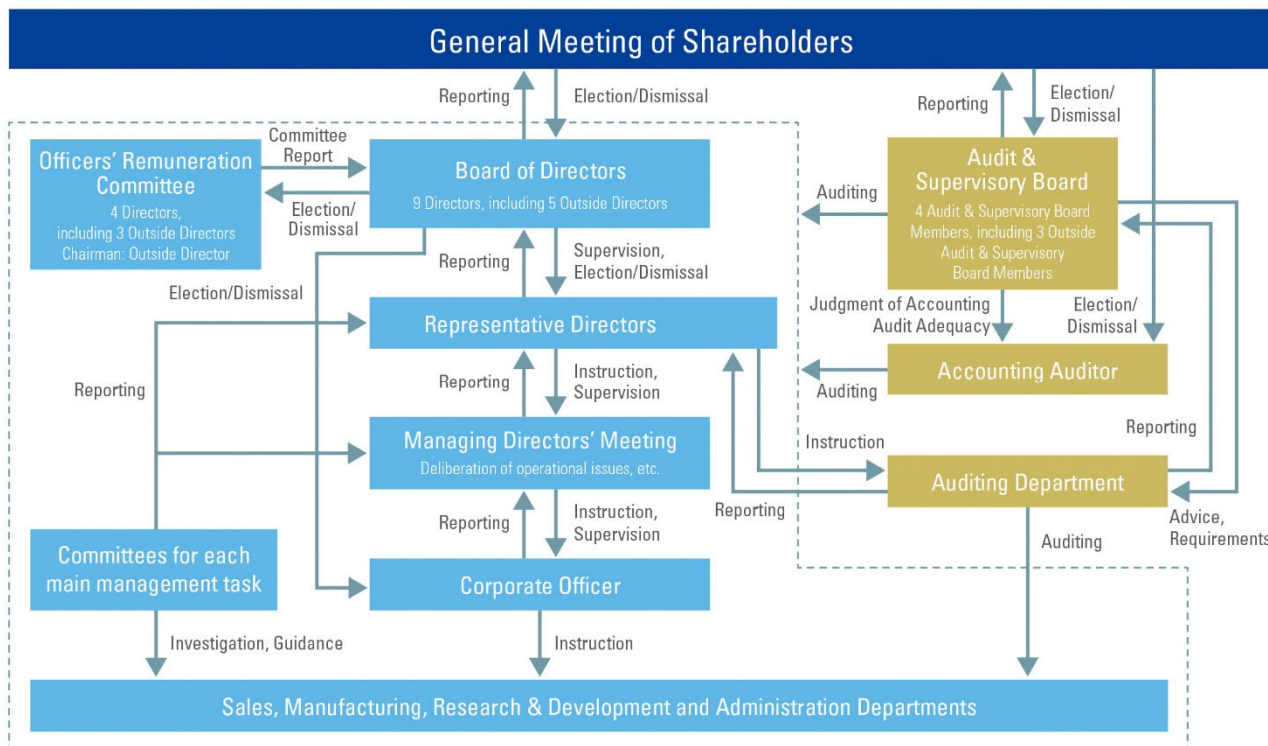 General Meeting of Shareholders
Reporting
Election/Dismissal
Reporting
Election/
Dismissal
Officers' Remuneration
Committee
4 Directors,
including 3 Outside Directors
Chairman: Outside Director
Committee
Report
Election/
Dismissal
Board of Directors
9 Directors, including 5 Outside Directors
Auditing
Audit &
Supervisory Board
4 Audit & Supervisory Board
Members, including 3 Outside
Audit & Supervisory
Board Members
Election/Dismissal
Reporting
Supervision,
Election/Dismissal
Judgment of Accounting
Audit Adequacy
Election/
Dismissal
Representative Directors
Accounting Auditor
Auditing
Reporting
Reporting
Instruction,
Supervision
Managing Directors' Meeting
Deliberation of operational issues, etc.
Instruction
Reporting
Auditing Department
Reporting
Advice,
Requirements
Reporting
Instruction,
Supervision
Auditing
Committees for each
main management task
Corporate Officer
Investigation, Guidance
Instruction
Sales, Manufacturing, Research & Development and Administration Departments